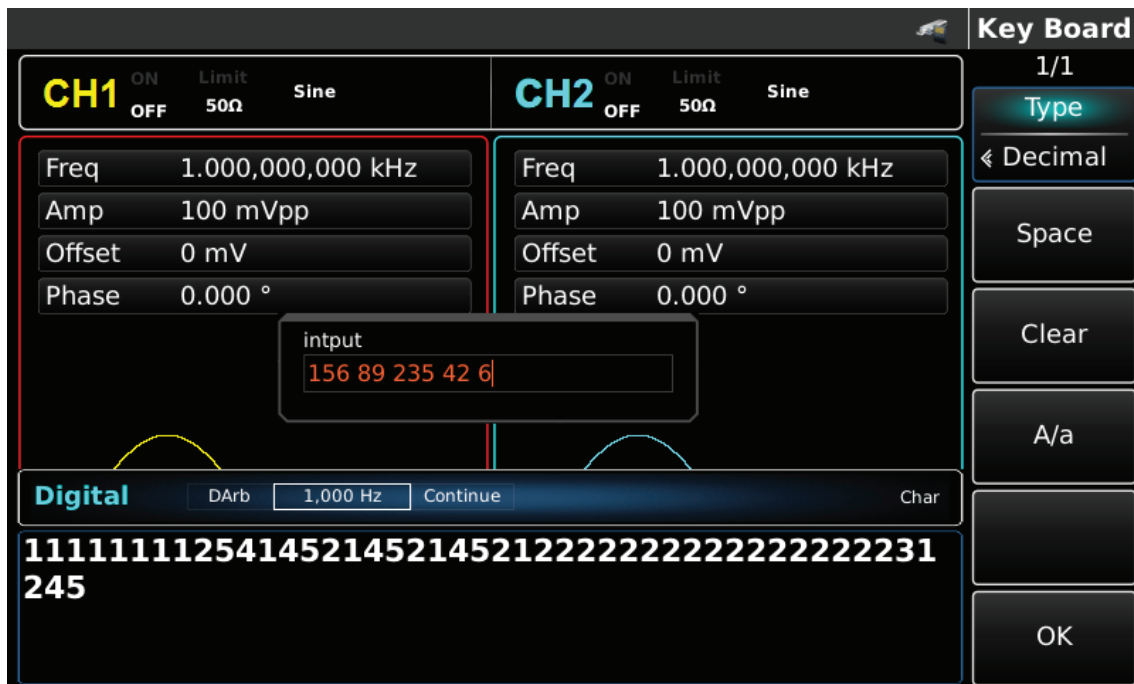 Key Board
1/1
CH1 ON OFF Limit 50Ω Sine
CH2 ON OFF Limit 50Ω Sine
Type
« Decimal
Freq 1.000,000,000 kHz
Amp 100 mVpp
Offset 0 mV
Phase 0.000 °
Freq 1.000,000,000 kHz
Amp 100 mVpp
Offset 0 mV
Phase 0.000 °
Space
intput
156 89 235 42 6
Clear
A/a
Digital DArb 1,000 Hz Continue Char
1111111125414521452145212222222222222222231
245
OK